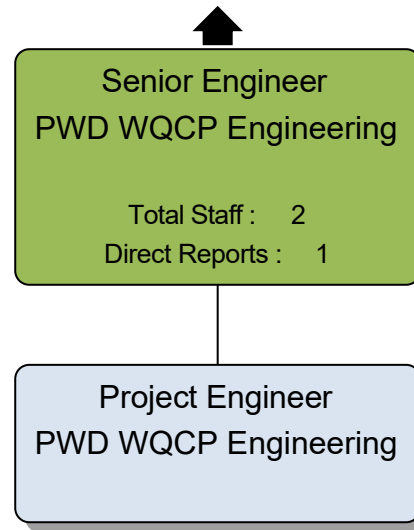 Senior Engineer
PWD WQCP Engineering
Total Staff : 2
Direct Reports : 1
Project Engineer
PWD WQCP Engineering